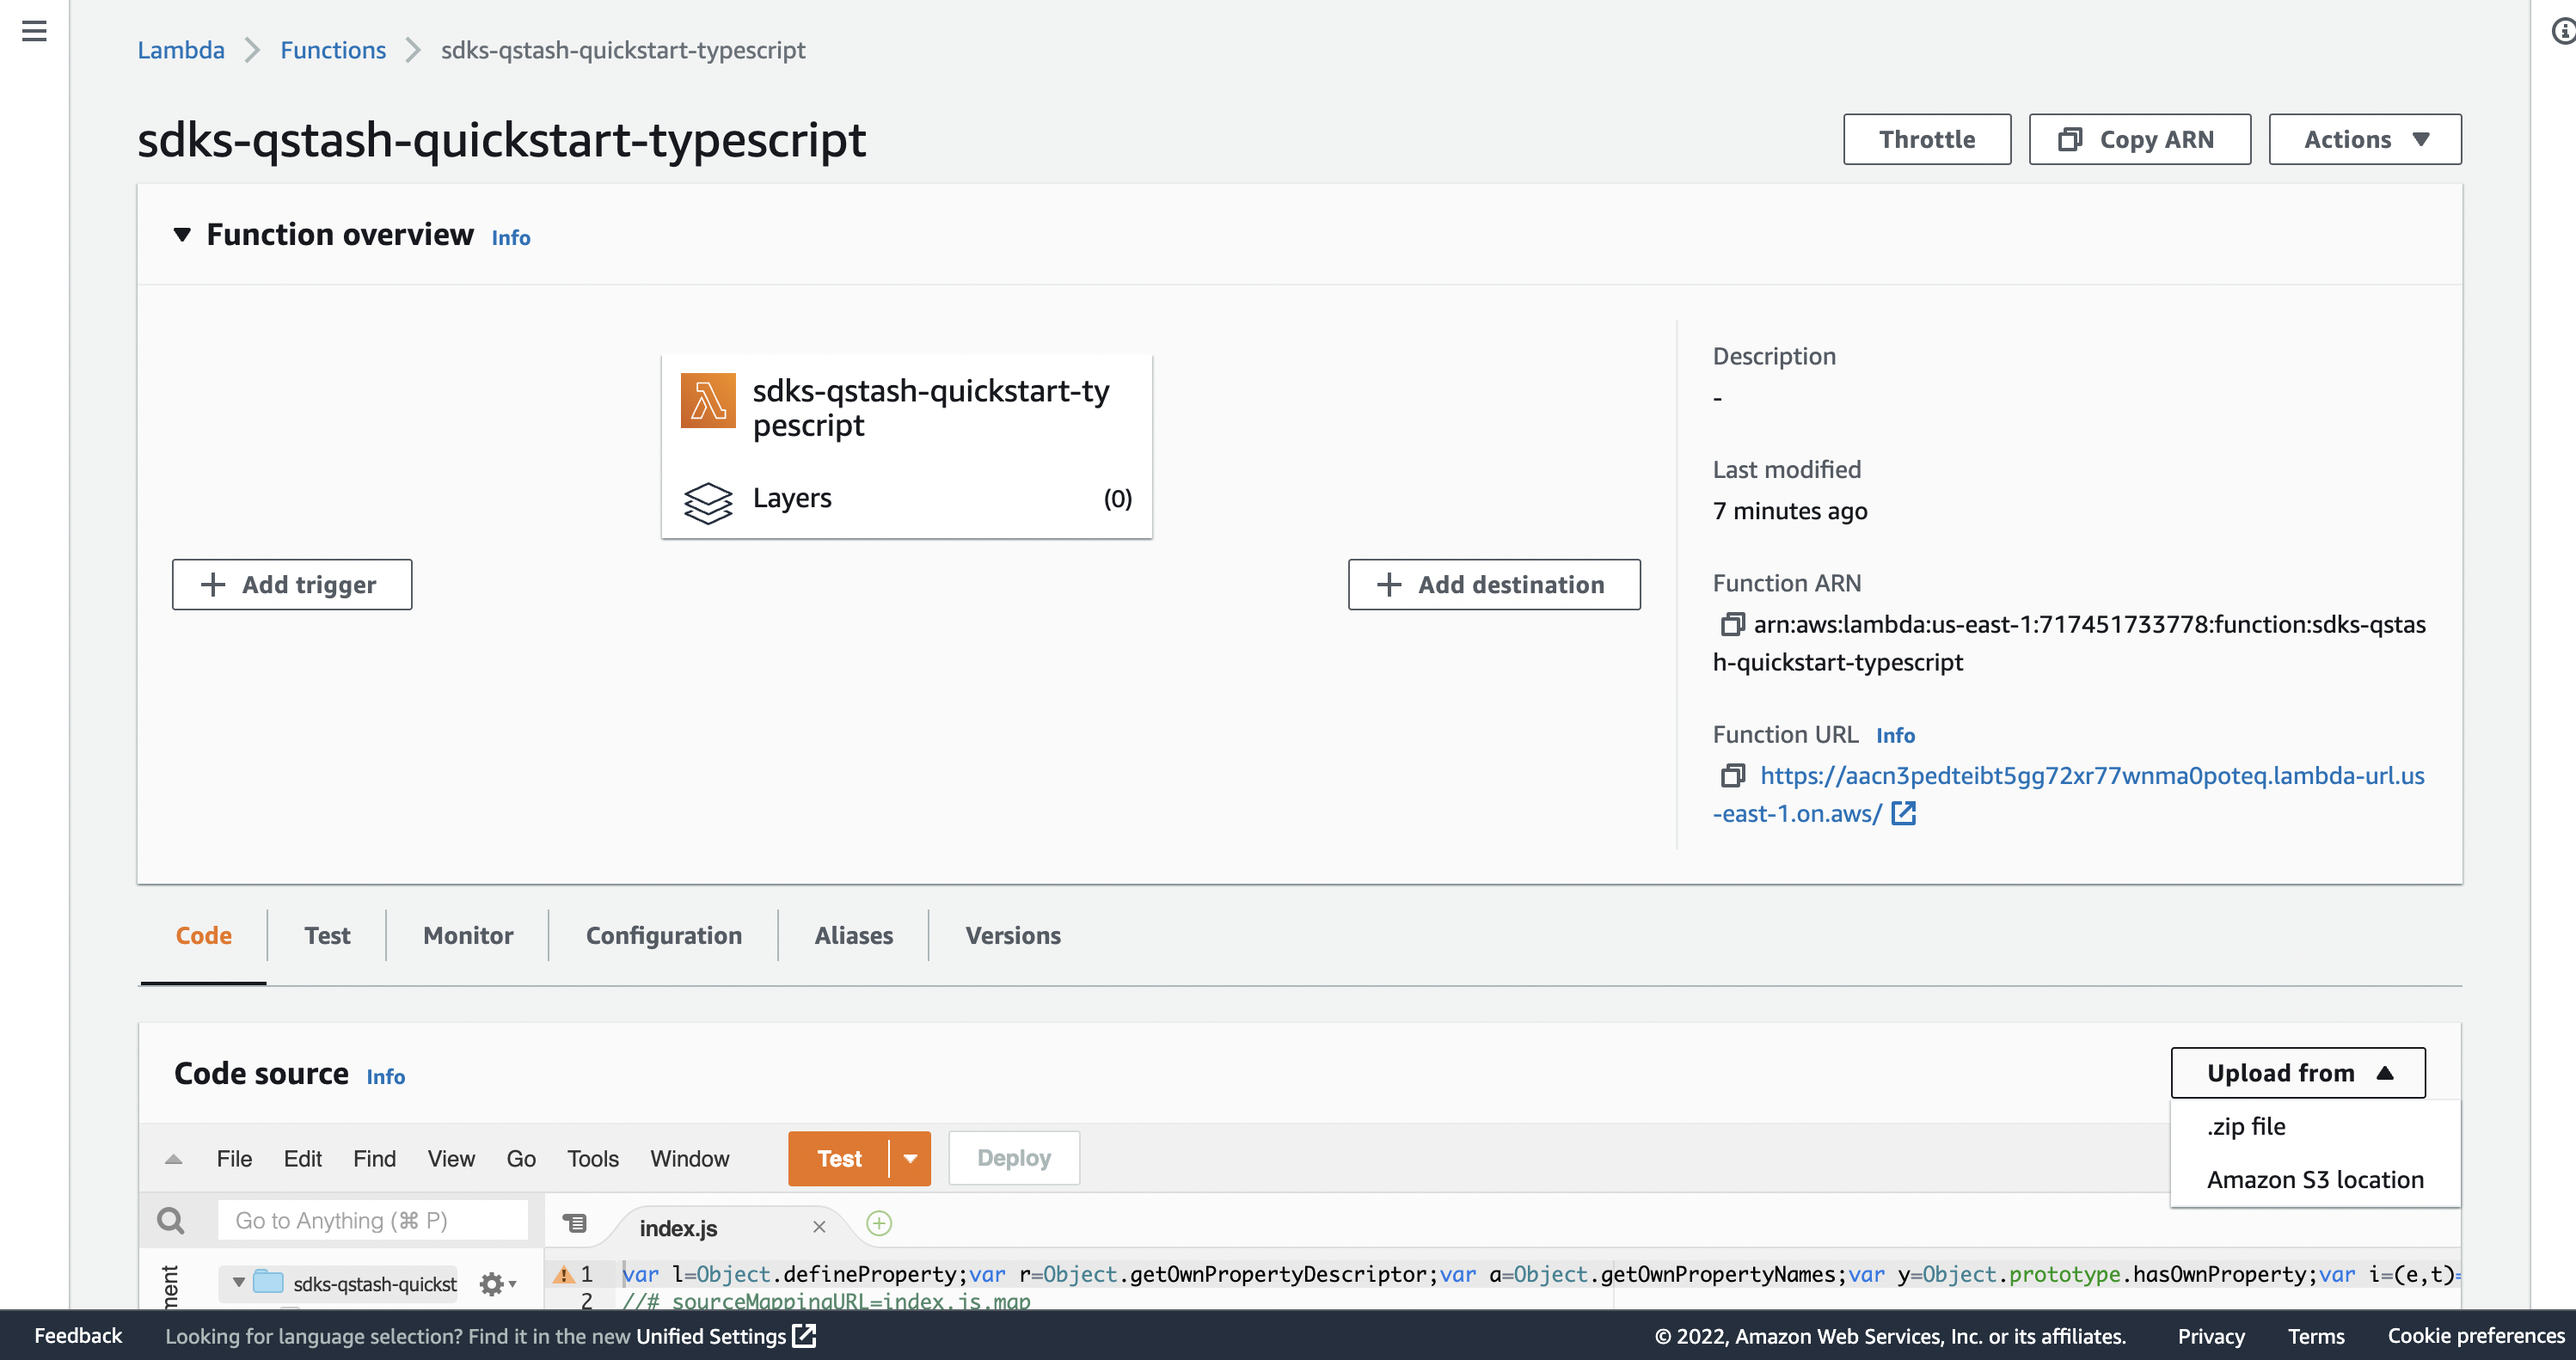 Lambda > Functions > sdks-qstash-quickstart-typescript
sdks-qstash-quickstart-typescript
Throttle
Copy ARN
Actions
Function overview Info
sdks-qstash-quickstart-ty
pescript
Layers (0)
+ Add trigger
+ Add destination
Description
-
Last modified
7 minutes ago
Function ARN
arn:aws:lambda:us-east-1:717451733778:function:sdks-qstas
h-quickstart-typescript
Function URL Info
https://aacn3pedteibt5gg72xr77wnma0poteq.lambda-url.us
-east-1.on.aws/
Code Test Monitor Configuration Aliases Versions
Code source Info
Upload from
.zip file
Amazon S3 location
File Edit Find View Go Tools Window Test Deploy
Go to Anything (⌘ P)
index.js
sdks-qstash-quickst
1 var l=Object.defineProperty;var r=Object.getOwnPropertyDescriptor;var a=Object.getOwnPropertyNames;var y=Object.prototype.hasOwnProperty;var i=(e,t)=
2 //# sourceMappingURL=index.js.map
Feedback Looking for language selection? Find it in the new Unified Settings
© 2022, Amazon Web Services, Inc. or its affiliates. Privacy Terms Cookie preferences